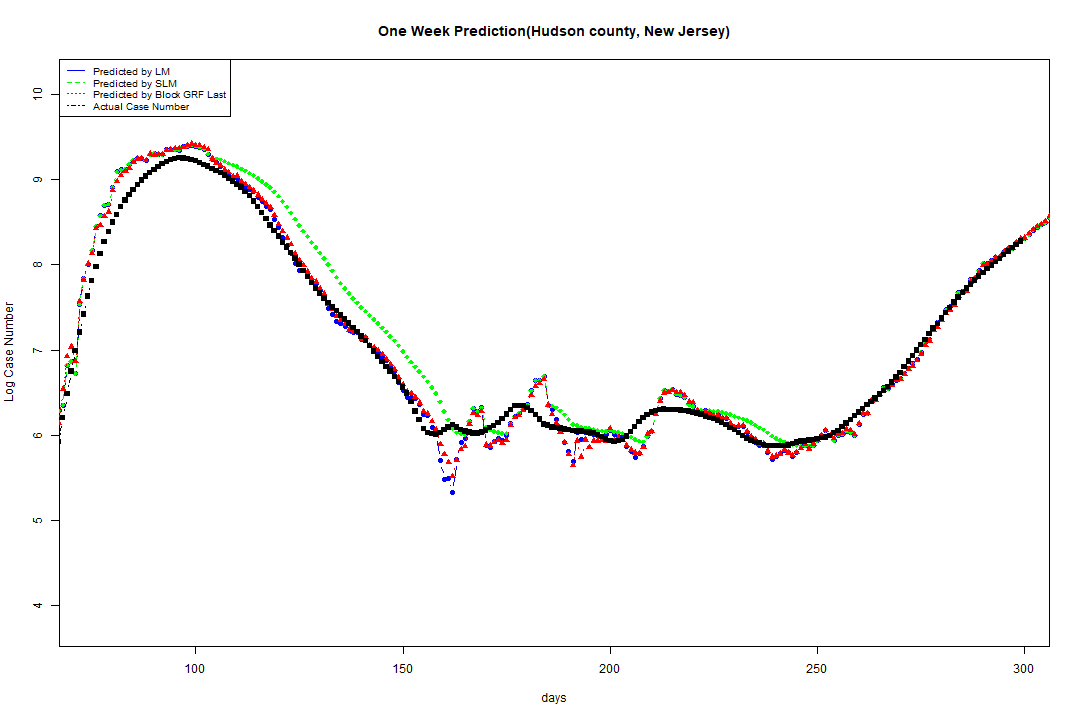 One Week Prediction(Hudson county, New Jersey)
Predicted by LM
Predicted by SLM
Predicted by Block GRF Last
Actual Case Number
Log Case Number
10
9
8
7
6
5
4
100 150 200 250 300
days